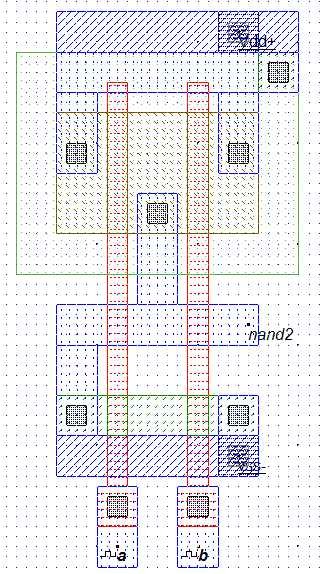 Vdd+
nand2
Vss-
a
b